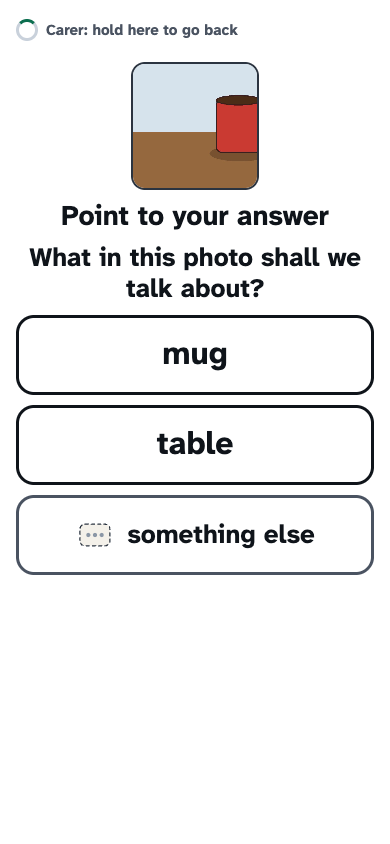 Carer: hold here to go back
Point to your answer
What in this photo shall we
talk about?
mug
table
something else